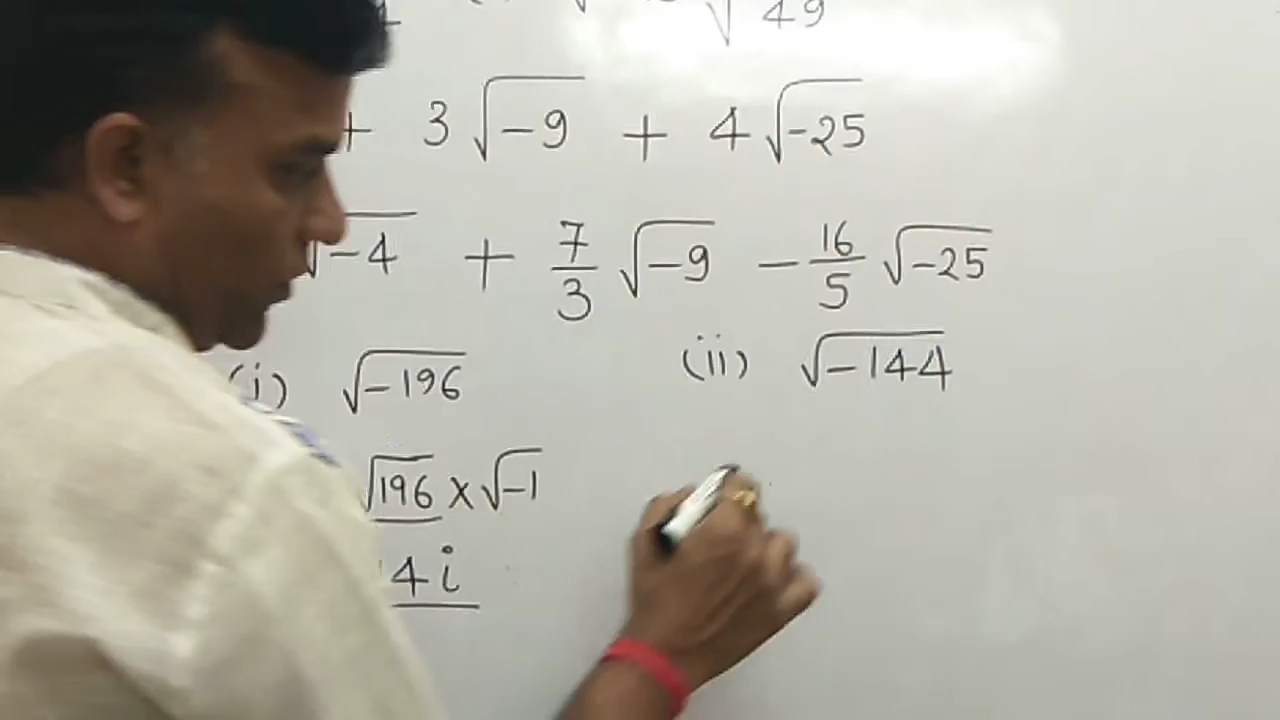 √49
+ 3√-9 + 4√-25
√-4 + 7/3 √-9 - 16/5 √-25
(i) √-196 (ii) √-144
√196 x √-1
4i